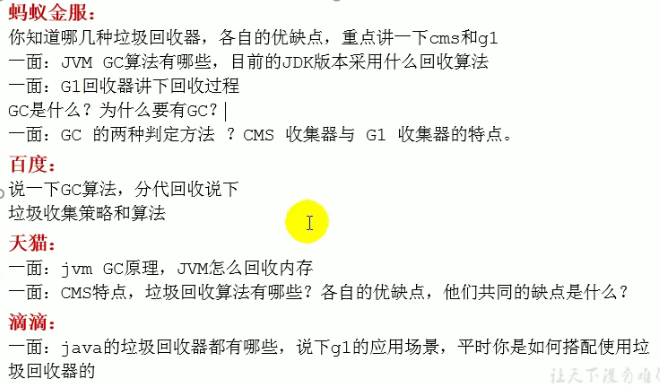 蚂蚁金服：
你知道哪几种垃圾回收器，各自的优缺点，重点讲一下cms和g1
一面：JVM GC算法有哪些，目前的JDK版本采用什么回收算法
一面：G1回收器讲下回收过程
GC是什么？为什么要有GC？
一面：GC 的两种判定方法 ？CMS 收集器与 G1 收集器的特点。
百度：
说一下GC算法，分代回收说下
垃圾收集策略和算法
天猫：
一面：jvm GC原理，JVM怎么回收内存
一面：CMS特点，垃圾回收算法有哪些？各自的优缺点，他们共同的缺点是什么？
滴滴：
一面：java的垃圾回收器都有哪些，说下g1的应用场景，平时你是如何搭配使用垃
圾回收器的
让天下没有难